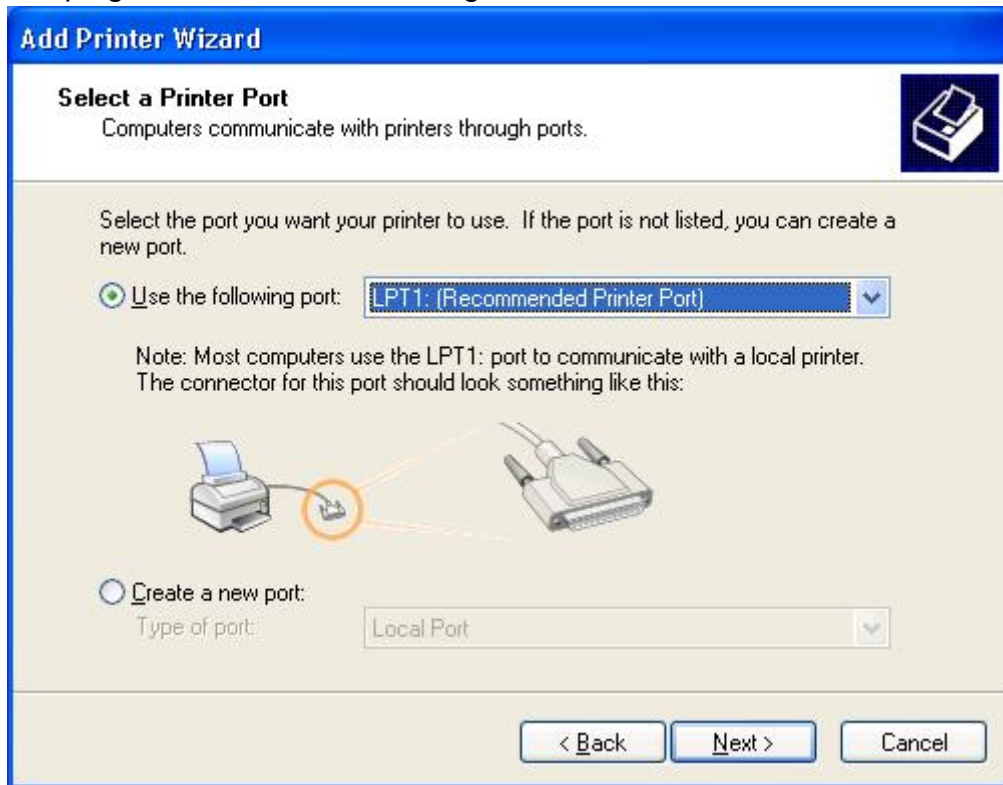 Add Printer Wizard
Select a Printer Port
Computers communicate with printers through ports.
Select the port you want your printer to use.  If the port is not listed, you can create a
new port.
Use the following port:
LPT1: (Recommended Printer Port)
Note: Most computers use the LPT1: port to communicate with a local printer.
The connector for this port should look something like this:
Create a new port:
Type of port:
Local Port
< Back
Next >
Cancel